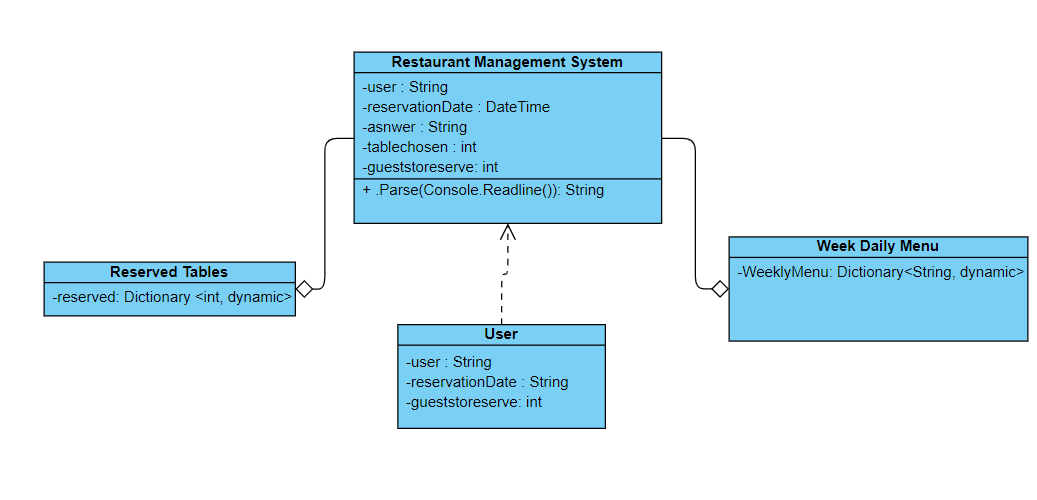 Restaurant Management System
-user : String
-reservationDate : DateTime
-asnwer : String
-tablechosen : int
-gueststoreserve: int
+ .Parse(Console.Readline()): String
Reserved Tables
-reserved: Dictionary <int, dynamic>
Week Daily Menu
-WeeklyMenu: Dictionary<String, dynamic>
User
-user : String
-reservationDate : String
-gueststoreserve: int